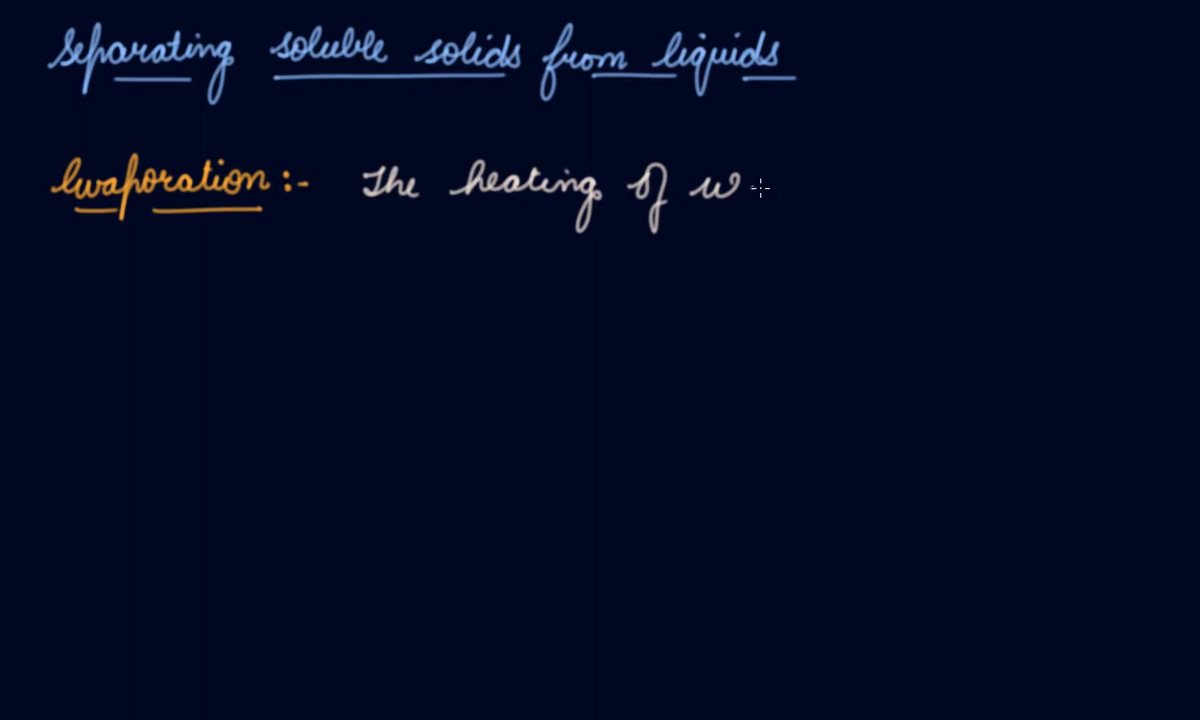 Separating soluble solids from liquids
Evaporation :- The heating of w